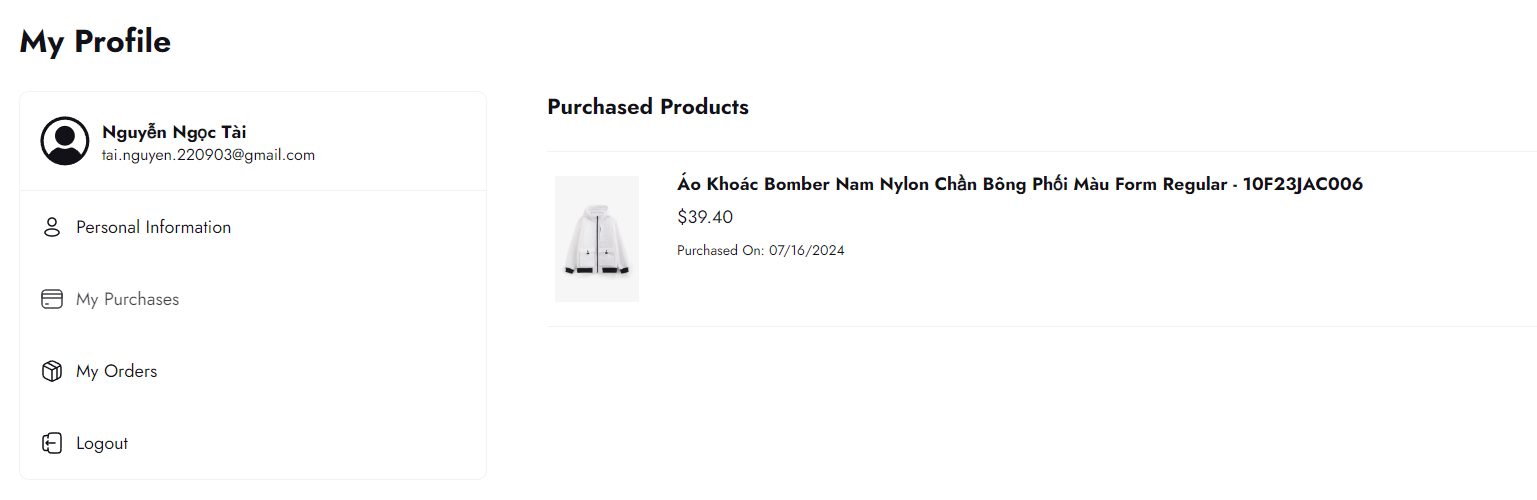 My Profile
Nguyễn Ngọc Tài
tai.nguyen.220903@gmail.com
Personal Information
My Purchases
My Orders
Logout
Purchased Products
Áo Khoác Bomber Nam Nylon Chần Bông Phối Màu Form Regular - 10F23JAC006
$39.40
Purchased On: 07/16/2024